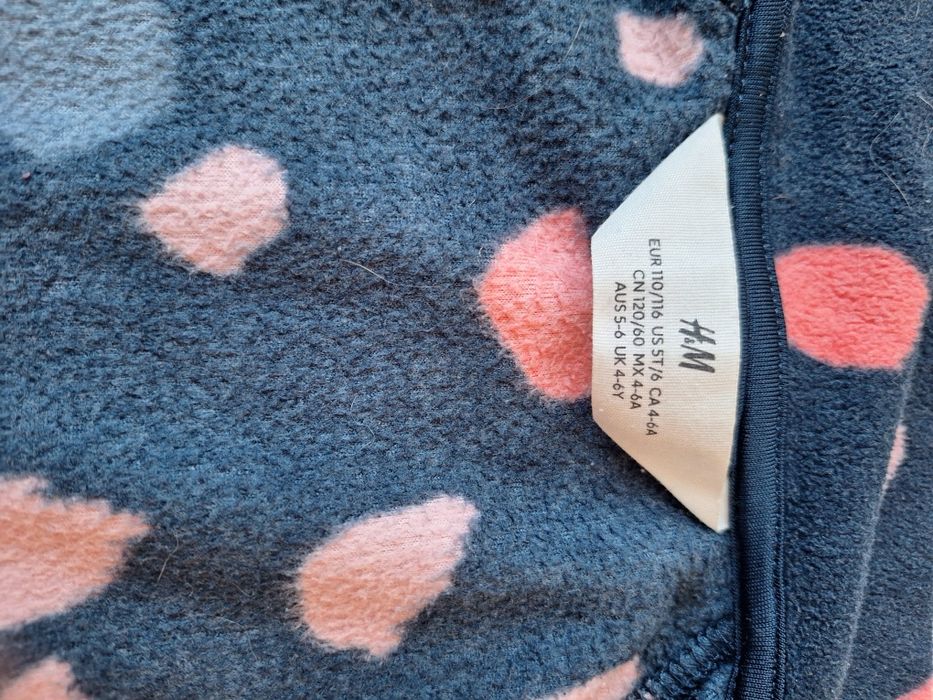 H&M
EUR 110/116 US 5T/6 CA 4-6A
CN 120/60 MX 4-6A
AUS 5-6 UK 4-6Y